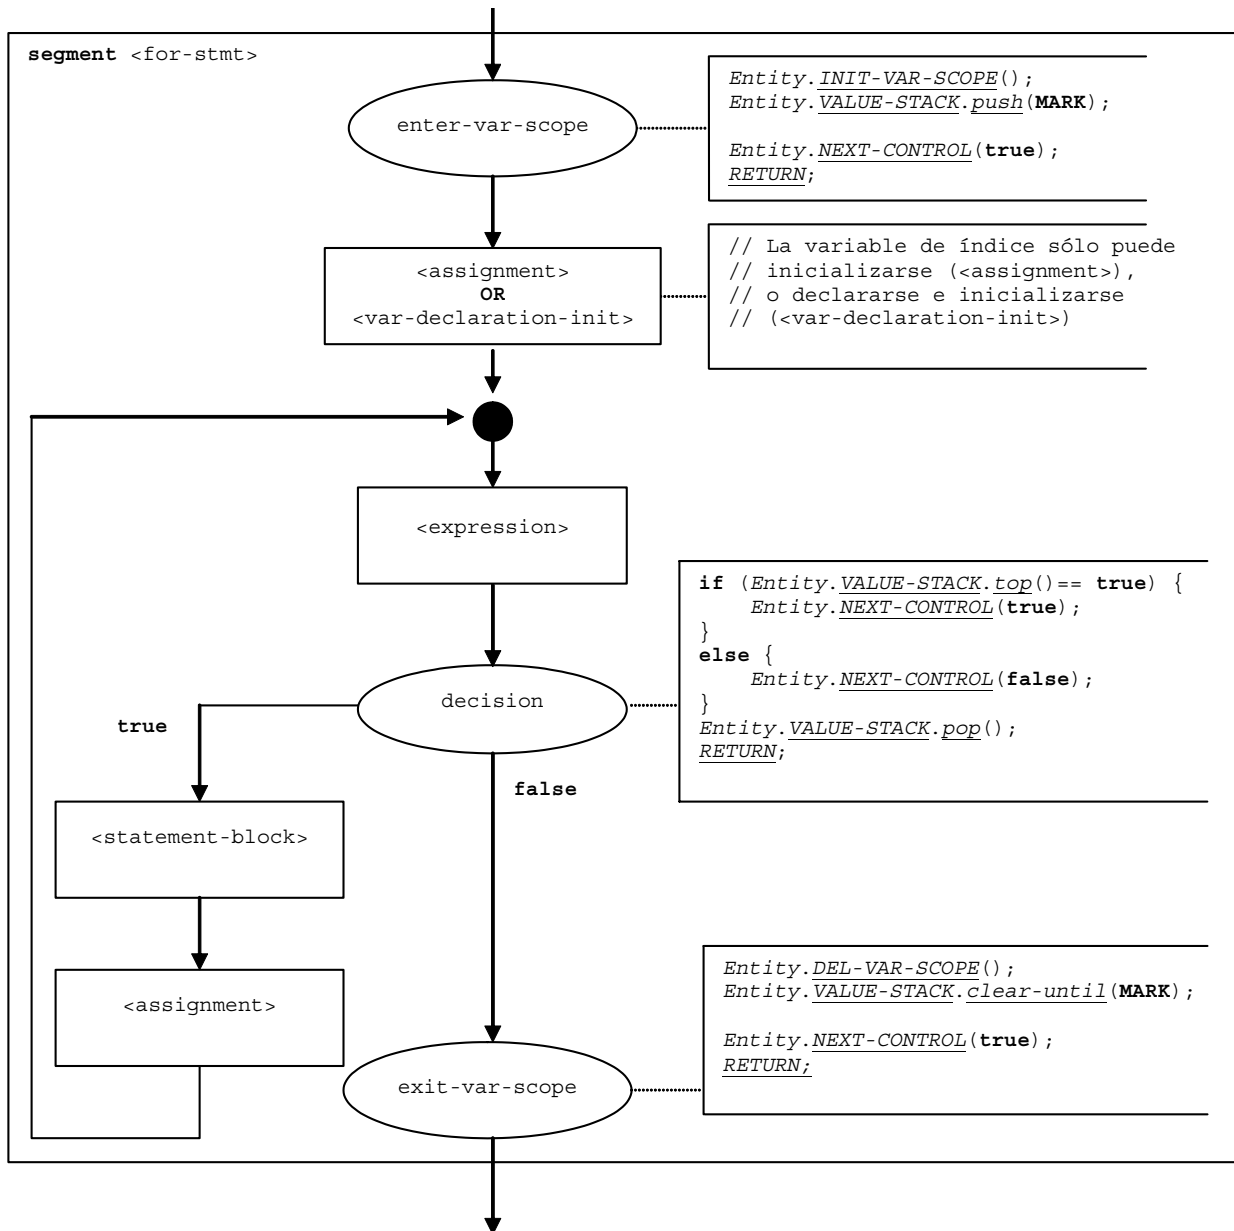 segment <for-stmt>
enter-var-scope
Entity.INIT-VAR-SCOPE();
Entity.VALUE-STACK.push(MARK);
Entity.NEXT-CONTROL(true);
RETURN;
<assignment>
OR
<var-declaration-init>
// La variable de índice sólo puede
// inicializarse (<assignment>),
// o declararse e inicializarse
// (<var-declaration-init>)
<expression>
decision
if (Entity.VALUE-STACK.top()== true) {
Entity.NEXT-CONTROL(true);
}
else {
Entity.NEXT-CONTROL(false);
}
Entity.VALUE-STACK.pop();
RETURN;
true
false
<statement-block>
<assignment>
exit-var-scope
Entity.DEL-VAR-SCOPE();
Entity.VALUE-STACK.clear-until(MARK);
Entity.NEXT-CONTROL(true);
RETURN;